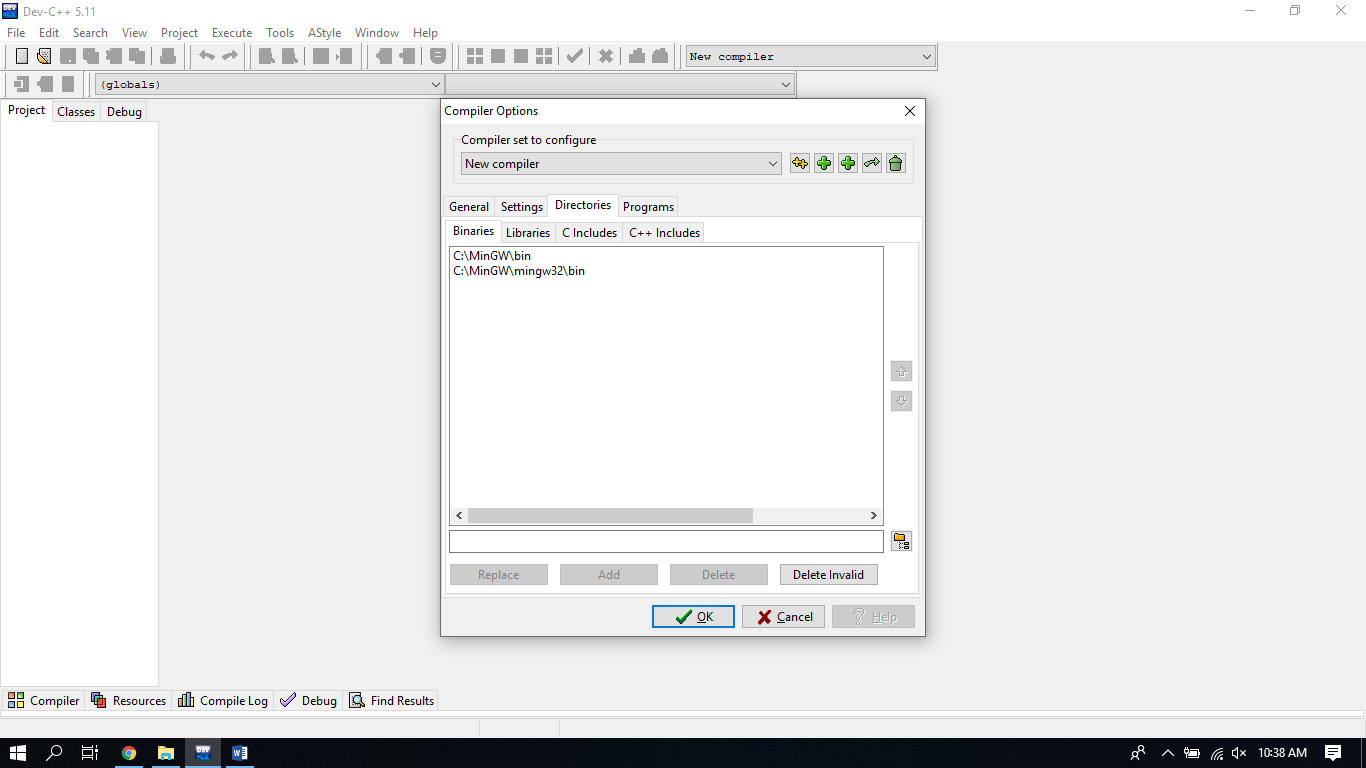 Dev-C++ 5.11
File Edit Search View Project Execute Tools AStyle Window Help
New compiler
(globals)
Project Classes Debug
Compiler Options
Compiler set to configure
New compiler
General Settings Directories Programs
Binaries Libraries C Includes C++ Includes
C:\MinGW\bin
C:\MinGW\mingw32\bin
Replace Add Delete Delete Invalid
OK Cancel Help
Compiler Resources Compile Log Debug Find Results
10:38 AM